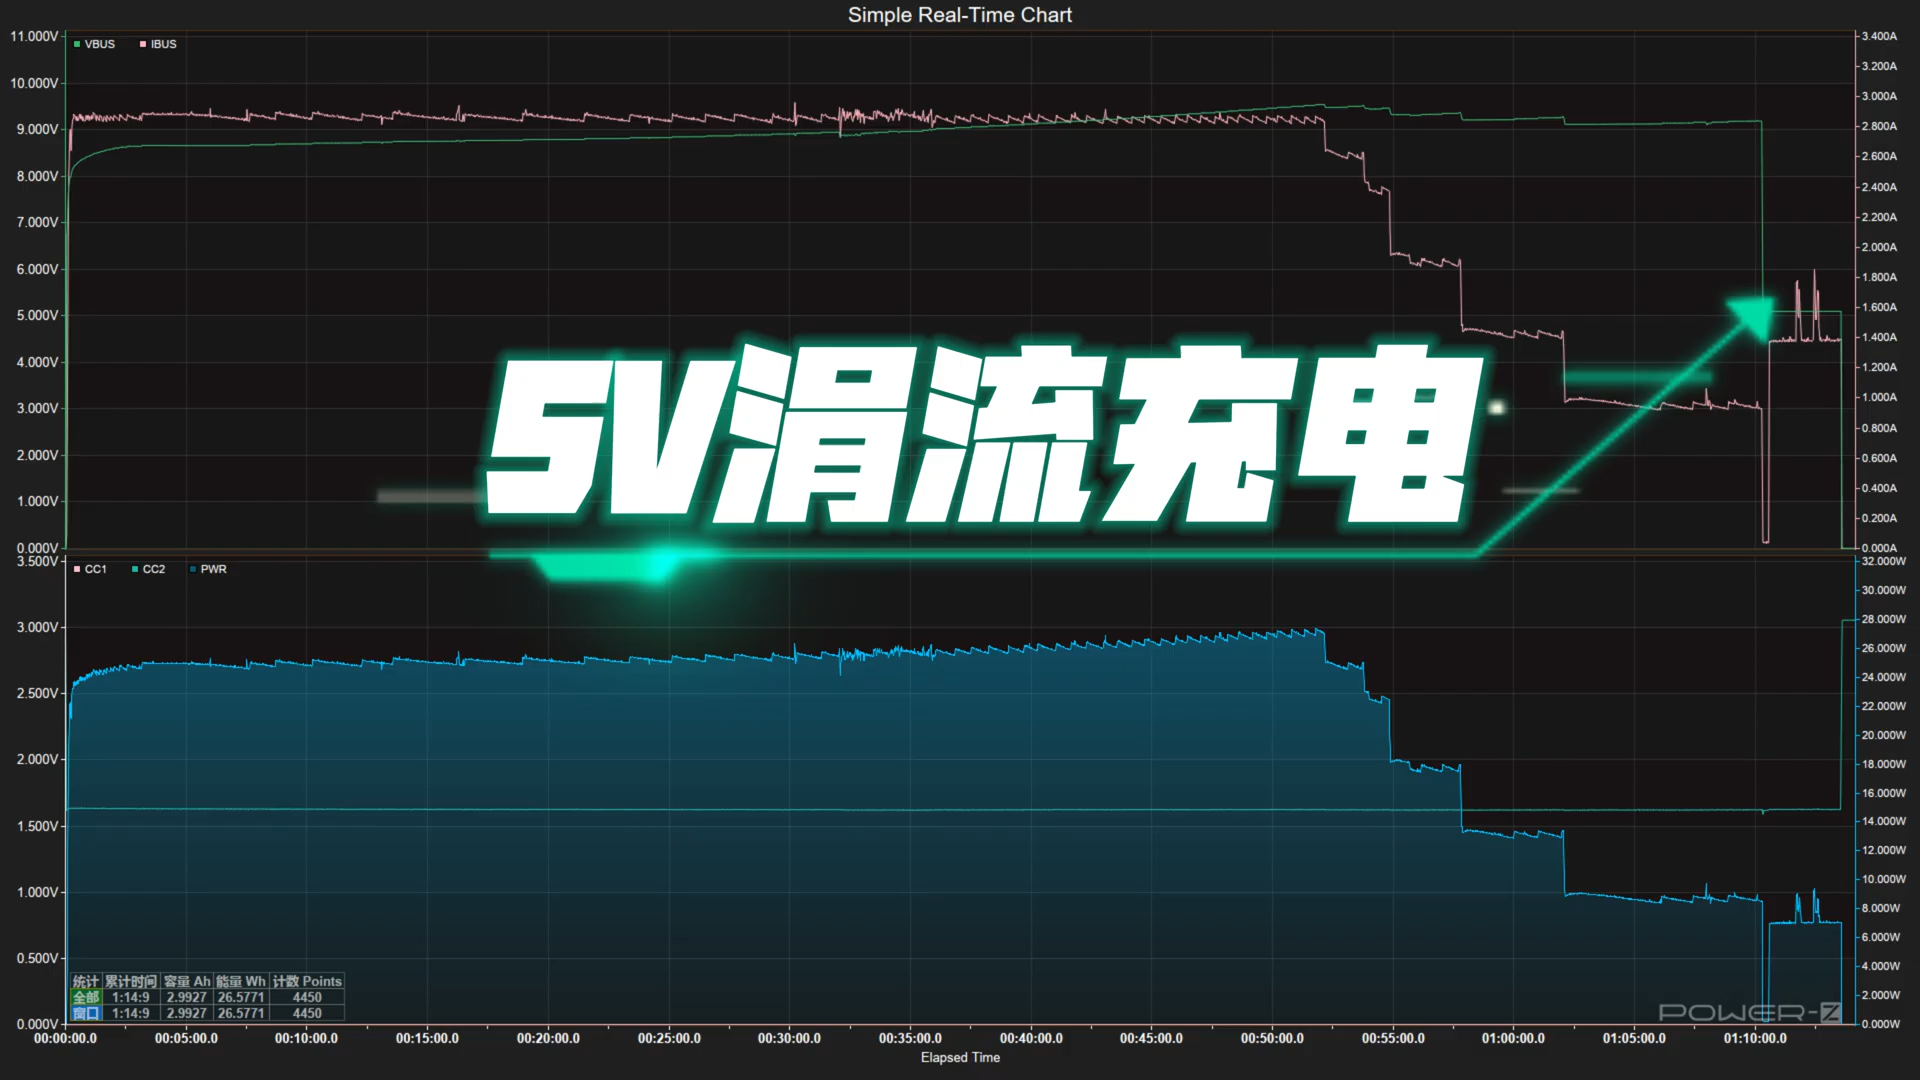 Simple Real-Time Chart
VBUS IBUS
11.000V
10.000V
9.000V
8.000V
7.000V
6.000V
5.000V
4.000V
3.000V
2.000V
1.000V
0.000V
3.400A
3.200A
3.000A
2.800A
2.600A
2.400A
2.200A
2.000A
1.800A
1.600A
1.400A
1.200A
1.000A
0.800A
0.600A
0.400A
0.200A
0.000A
5V涓流充电
CC1 CC2 PWR
3.500V
3.000V
2.500V
2.000V
1.500V
1.000V
0.500V
0.000V
32.000W
30.000W
28.000W
26.000W
24.000W
22.000W
20.000W
18.000W
16.000W
14.000W
12.000W
10.000W
8.000W
6.000W
4.000W
2.000W
0.000W
统计 累计时间 容量 Ah 能量 Wh 计数 Points
全部 1:14:9 2.9927 26.5771 4450
窗口 1:14:9 2.9927 26.5771 4450
POWER-Z
00:00:00.0 00:05:00.0 00:10:00.0 00:15:00.0 00:20:00.0 00:25:00.0 00:30:00.0 00:35:00.0 00:40:00.0 00:45:00.0 00:50:00.0 00:55:00.0 01:00:00.0 01:05:00.0 01:10:00.0
Elapsed Time